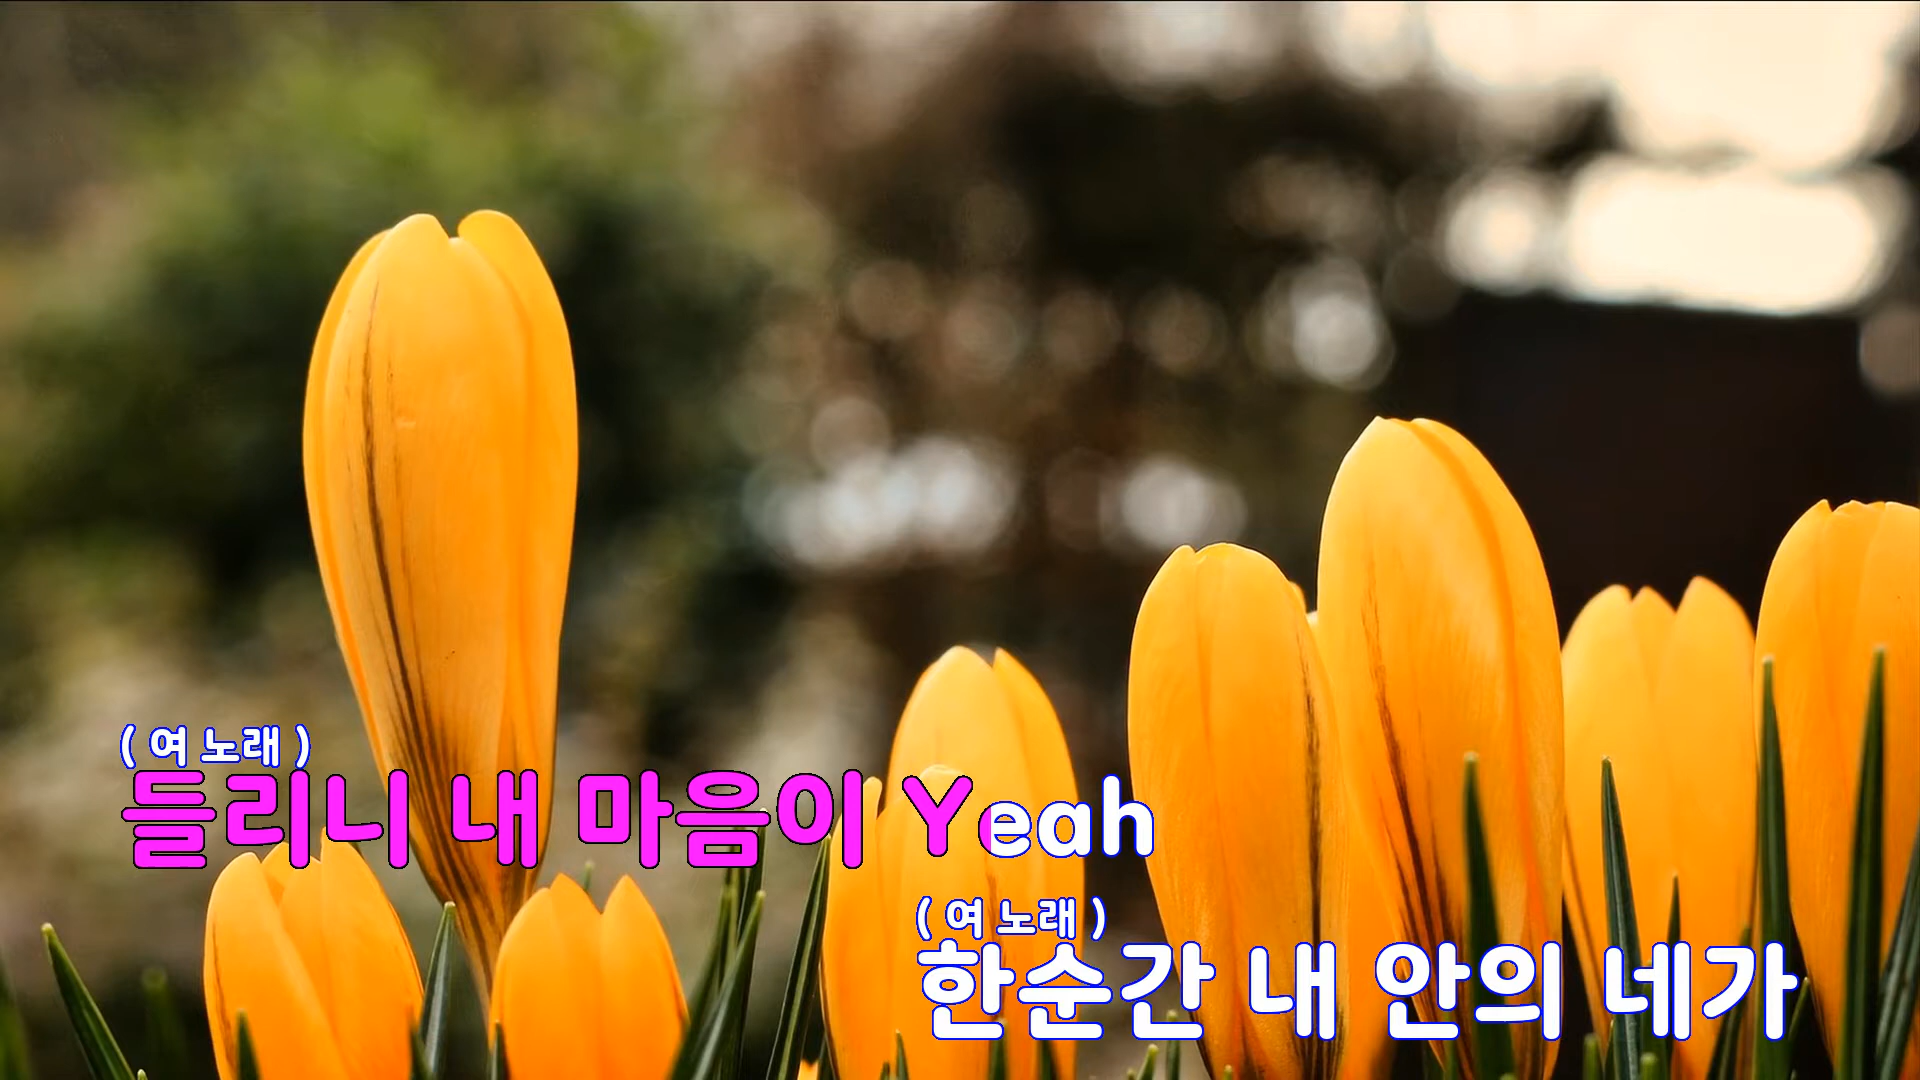 ( 여 노래 )
들리니 내 마음이 Yeah
( 여 노래 )
한순간 내 안의 네가